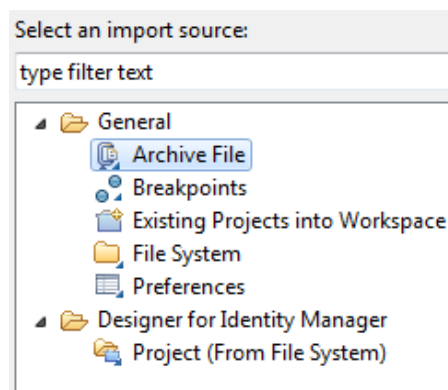 Select an import source:
type filter text
General
Archive File
Breakpoints
Existing Projects into Workspace
File System
Preferences
Designer for Identity Manager
Project (From File System)